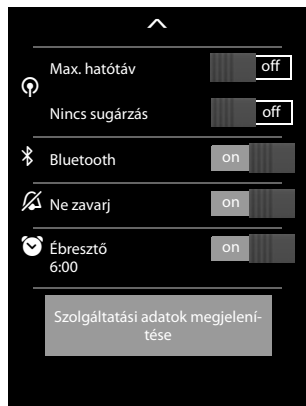 Max. hatótáv off
Nincs sugárzás off
Bluetooth on
Ne zavarj on
Ébresztő on
6:00
Szolgáltatási adatok megjelení-
tése